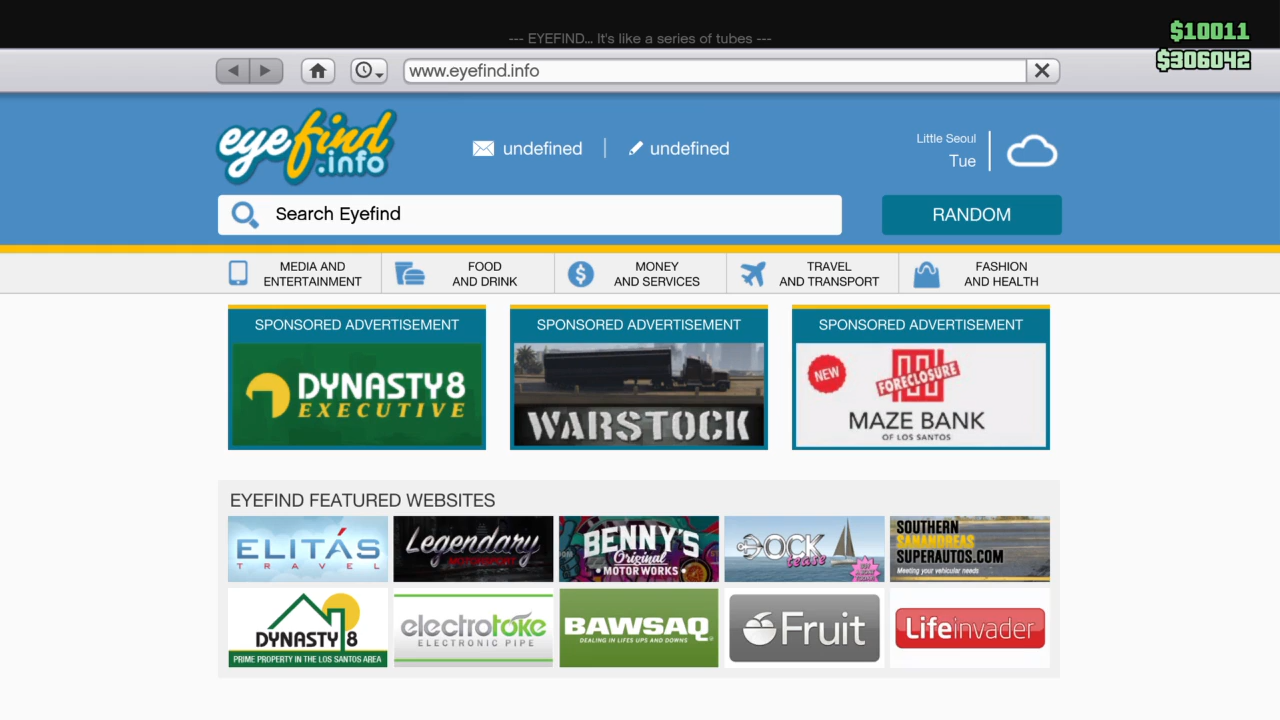 --- EYEFIND... It's like a series of tubes ---
$10011
$306042
www.eyefind.info
eyefind
.info
undefined
undefined
Little Seoul
Tue
Search Eyefind
RANDOM
MEDIA AND
ENTERTAINMENT
FOOD
AND DRINK
MONEY
AND SERVICES
TRAVEL
AND TRANSPORT
FASHION
AND HEALTH
SPONSORED ADVERTISEMENT
DYNASTY 8
EXECUTIVE
SPONSORED ADVERTISEMENT
WARSTOCK
SPONSORED ADVERTISEMENT
NEW
FORECLOSURE
MAZE BANK
OF LOS SANTOS
EYEFIND FEATURED WEBSITES
ELITÁS
TRAVEL
Legendary
MOTORSPORT
BENNY'S
Original
• MOTOR WORKS •
DOCK
tease
SOUTHERN
SANANDREAS
SUPERAUTOS.COM
Meeting your vehicular needs
DYNASTY 8
PRIME PROPERTY IN THE LOS SANTOS AREA
electrotoke
ELECTRONIC PIPE
BAWSAQ
DEALING IN LIFES UPS AND DOWNS
Fruit
Lifeinvader